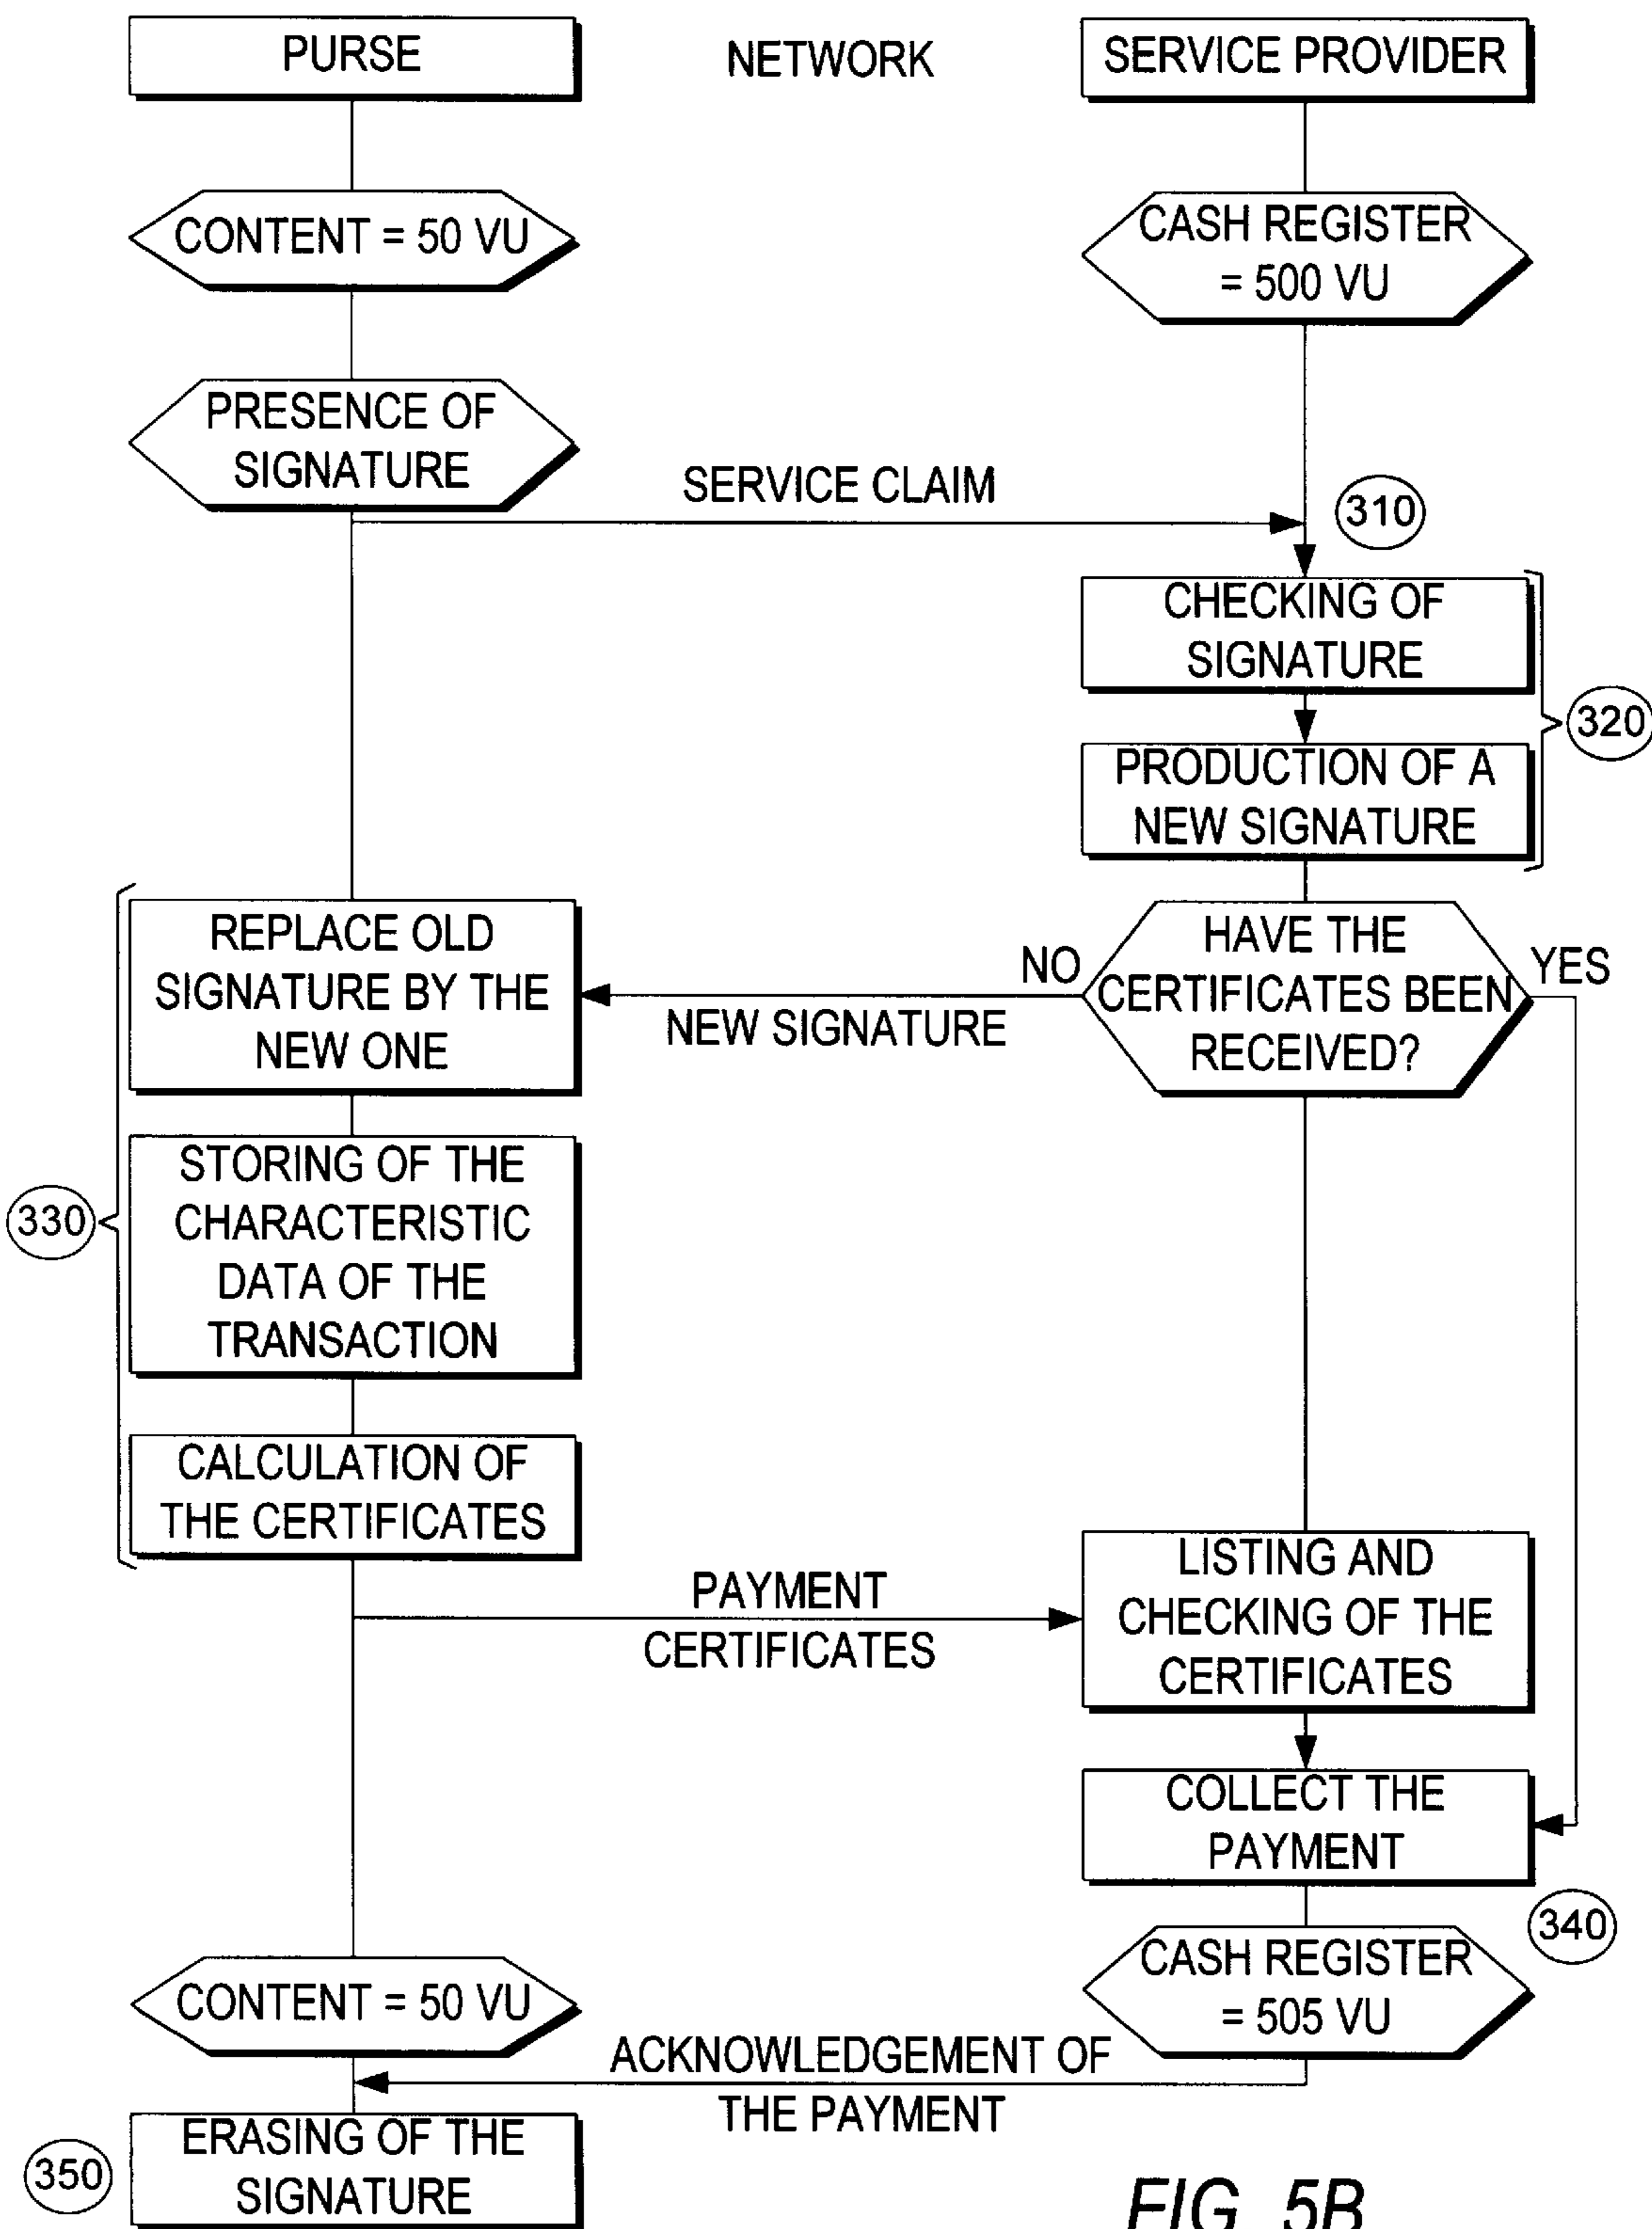 PURSE
NETWORK
SERVICE PROVIDER
CONTENT = 50 VU
CASH REGISTER
= 500 VU
PRESENCE OF
SIGNATURE
SERVICE CLAIM
310
CHECKING OF
SIGNATURE
320
PRODUCTION OF A
NEW SIGNATURE
REPLACE OLD
SIGNATURE BY THE
NEW ONE
NO
NEW SIGNATURE
HAVE THE
CERTIFICATES BEEN
RECEIVED?
YES
330
STORING OF THE
CHARACTERISTIC
DATA OF THE
TRANSACTION
CALCULATION OF
THE CERTIFICATES
PAYMENT
CERTIFICATES
LISTING AND
CHECKING OF THE
CERTIFICATES
COLLECT THE
PAYMENT
340
CONTENT = 50 VU
CASH REGISTER
= 505 VU
ACKNOWLEDGEMENT OF
THE PAYMENT
350
ERASING OF THE
SIGNATURE
FIG. 5B